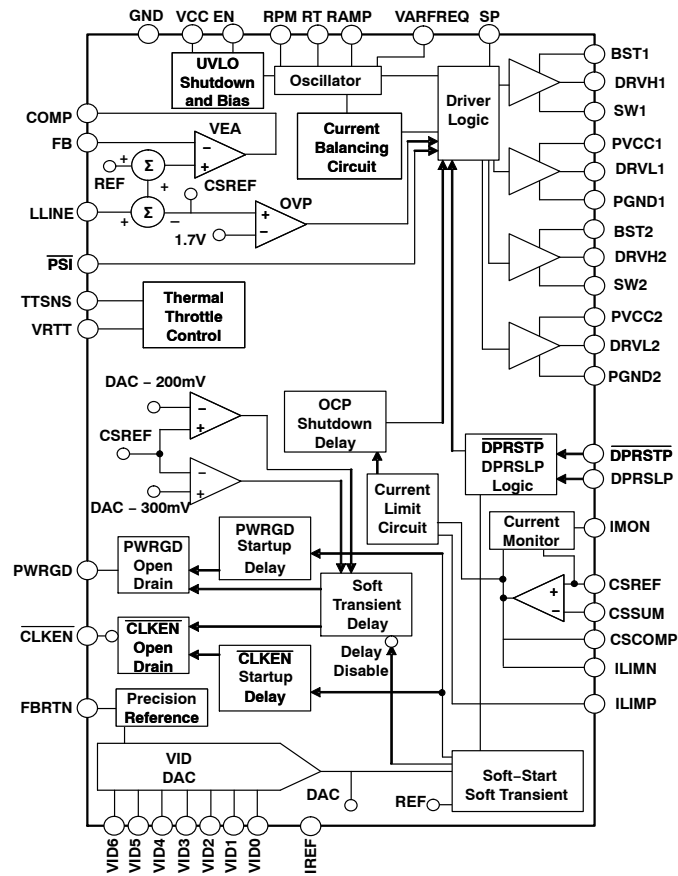 GND
VCC EN
RPM RT RAMP
VARFREQ
SP
UVLO
Shutdown
and Bias
Oscillator
Driver
Logic
BST1
DRVH1
SW1
COMP
FB
VEA
−
+
Current
Balancing
Circuit
PVCC1
DRVL1
PGND1
REF
+
Σ
+
CSREF
LLINE
+
Σ
−
OVP
+
−
1.7V
BST2
DRVH2
SW2
PSI
TTSNS
VRTT
Thermal
Throttle
Control
PVCC2
DRVL2
PGND2
DAC − 200mV
−
+
CSREF
−
+
DAC − 300mV
OCP
Shutdown
Delay
DPRSTP
DPRSLP
Logic
DPRSTP
DPRSLP
Current
Limit
Circuit
Current
Monitor
IMON
PWRGD
PWRGD
Open
Drain
PWRGD
Startup
Delay
Soft
Transient
Delay
+
−
CSREF
CSSUM
CSCOMP
ILIMN
ILIMP
CLKEN
CLKEN
Open
Drain
CLKEN
Startup
Delay
Delay
Disable
FBRTN
Precision
Reference
VID
DAC
DAC
REF
Soft−Start
Soft Transient
VID6
VID5
VID4
VID3
VID2
VID1
VID0
IREF